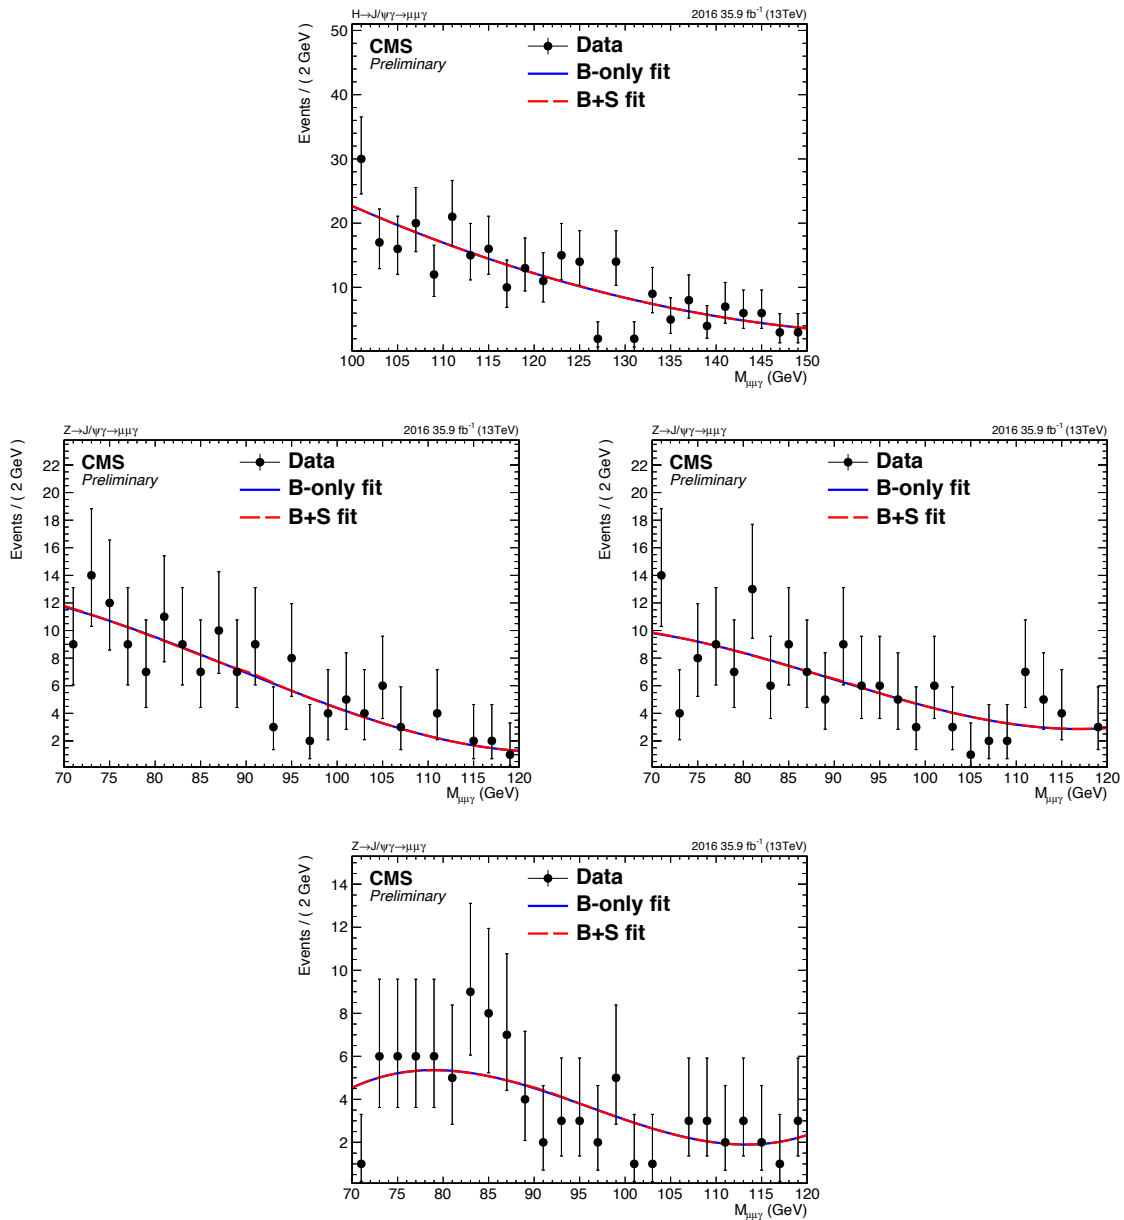 H→J/ψγ→μμγ 2016 35.9 fb⁻¹ (13TeV)
Events / ( 2 GeV )
CMS
Preliminary
Data
B-only fit
B+S fit
50
40
30
20
10
100 105 110 115 120 125 130 135 140 145 150
M_μμγ (GeV)
Z→J/ψγ→μμγ 2016 35.9 fb⁻¹ (13TeV)
Events / ( 2 GeV )
CMS
Preliminary
Data
B-only fit
B+S fit
22
20
18
16
14
12
10
8
6
4
2
70 75 80 85 90 95 100 105 110 115 120
M_μμγ (GeV)
Z→J/ψγ→μμγ 2016 35.9 fb⁻¹ (13TeV)
Events / ( 2 GeV )
CMS
Preliminary
Data
B-only fit
B+S fit
22
20
18
16
14
12
10
8
6
4
2
70 75 80 85 90 95 100 105 110 115 120
M_μμγ (GeV)
Z→J/ψγ→μμγ 2016 35.9 fb⁻¹ (13TeV)
Events / ( 2 GeV )
CMS
Preliminary
Data
B-only fit
B+S fit
14
12
10
8
6
4
2
70 75 80 85 90 95 100 105 110 115 120
M_μμγ (GeV)